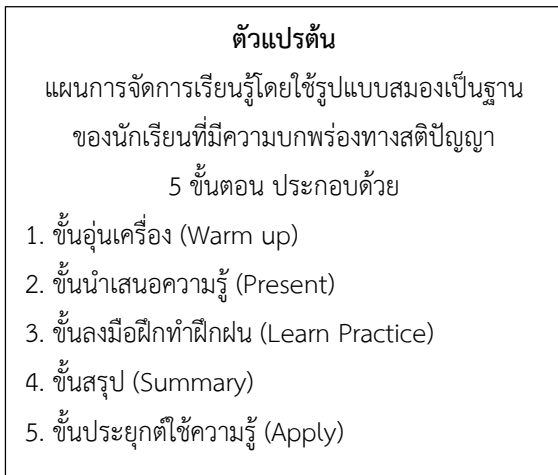 ตัวแปรต้น
แผนการจัดการเรียนรู้โดยใช้รูปแบบสมองเป็นฐาน
ของนักเรียนที่มีความบกพร่องทางสติปัญญา
5 ขั้นตอน ประกอบด้วย
1. ขั้นอุ่นเครื่อง (Warm up)
2. ขั้นนำเสนอความรู้ (Present)
3. ขั้นลงมือฝึกทำฝึกฝน (Learn Practice)
4. ขั้นสรุป (Summary)
5. ขั้นประยุกต์ใช้ความรู้ (Apply)